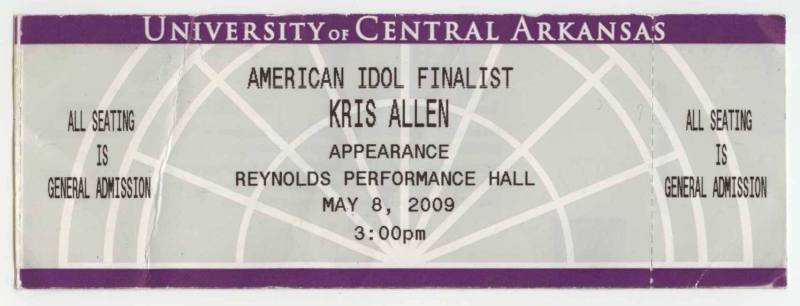 UNIVERSITY OF CENTRAL ARKANSAS
ALL SEATING
IS
GENERAL ADMISSION
AMERICAN IDOL FINALIST
KRIS ALLEN
APPEARANCE
REYNOLDS PERFORMANCE HALL
MAY 8, 2009
3:00pm
ALL SEATING
IS
GENERAL ADMISSION